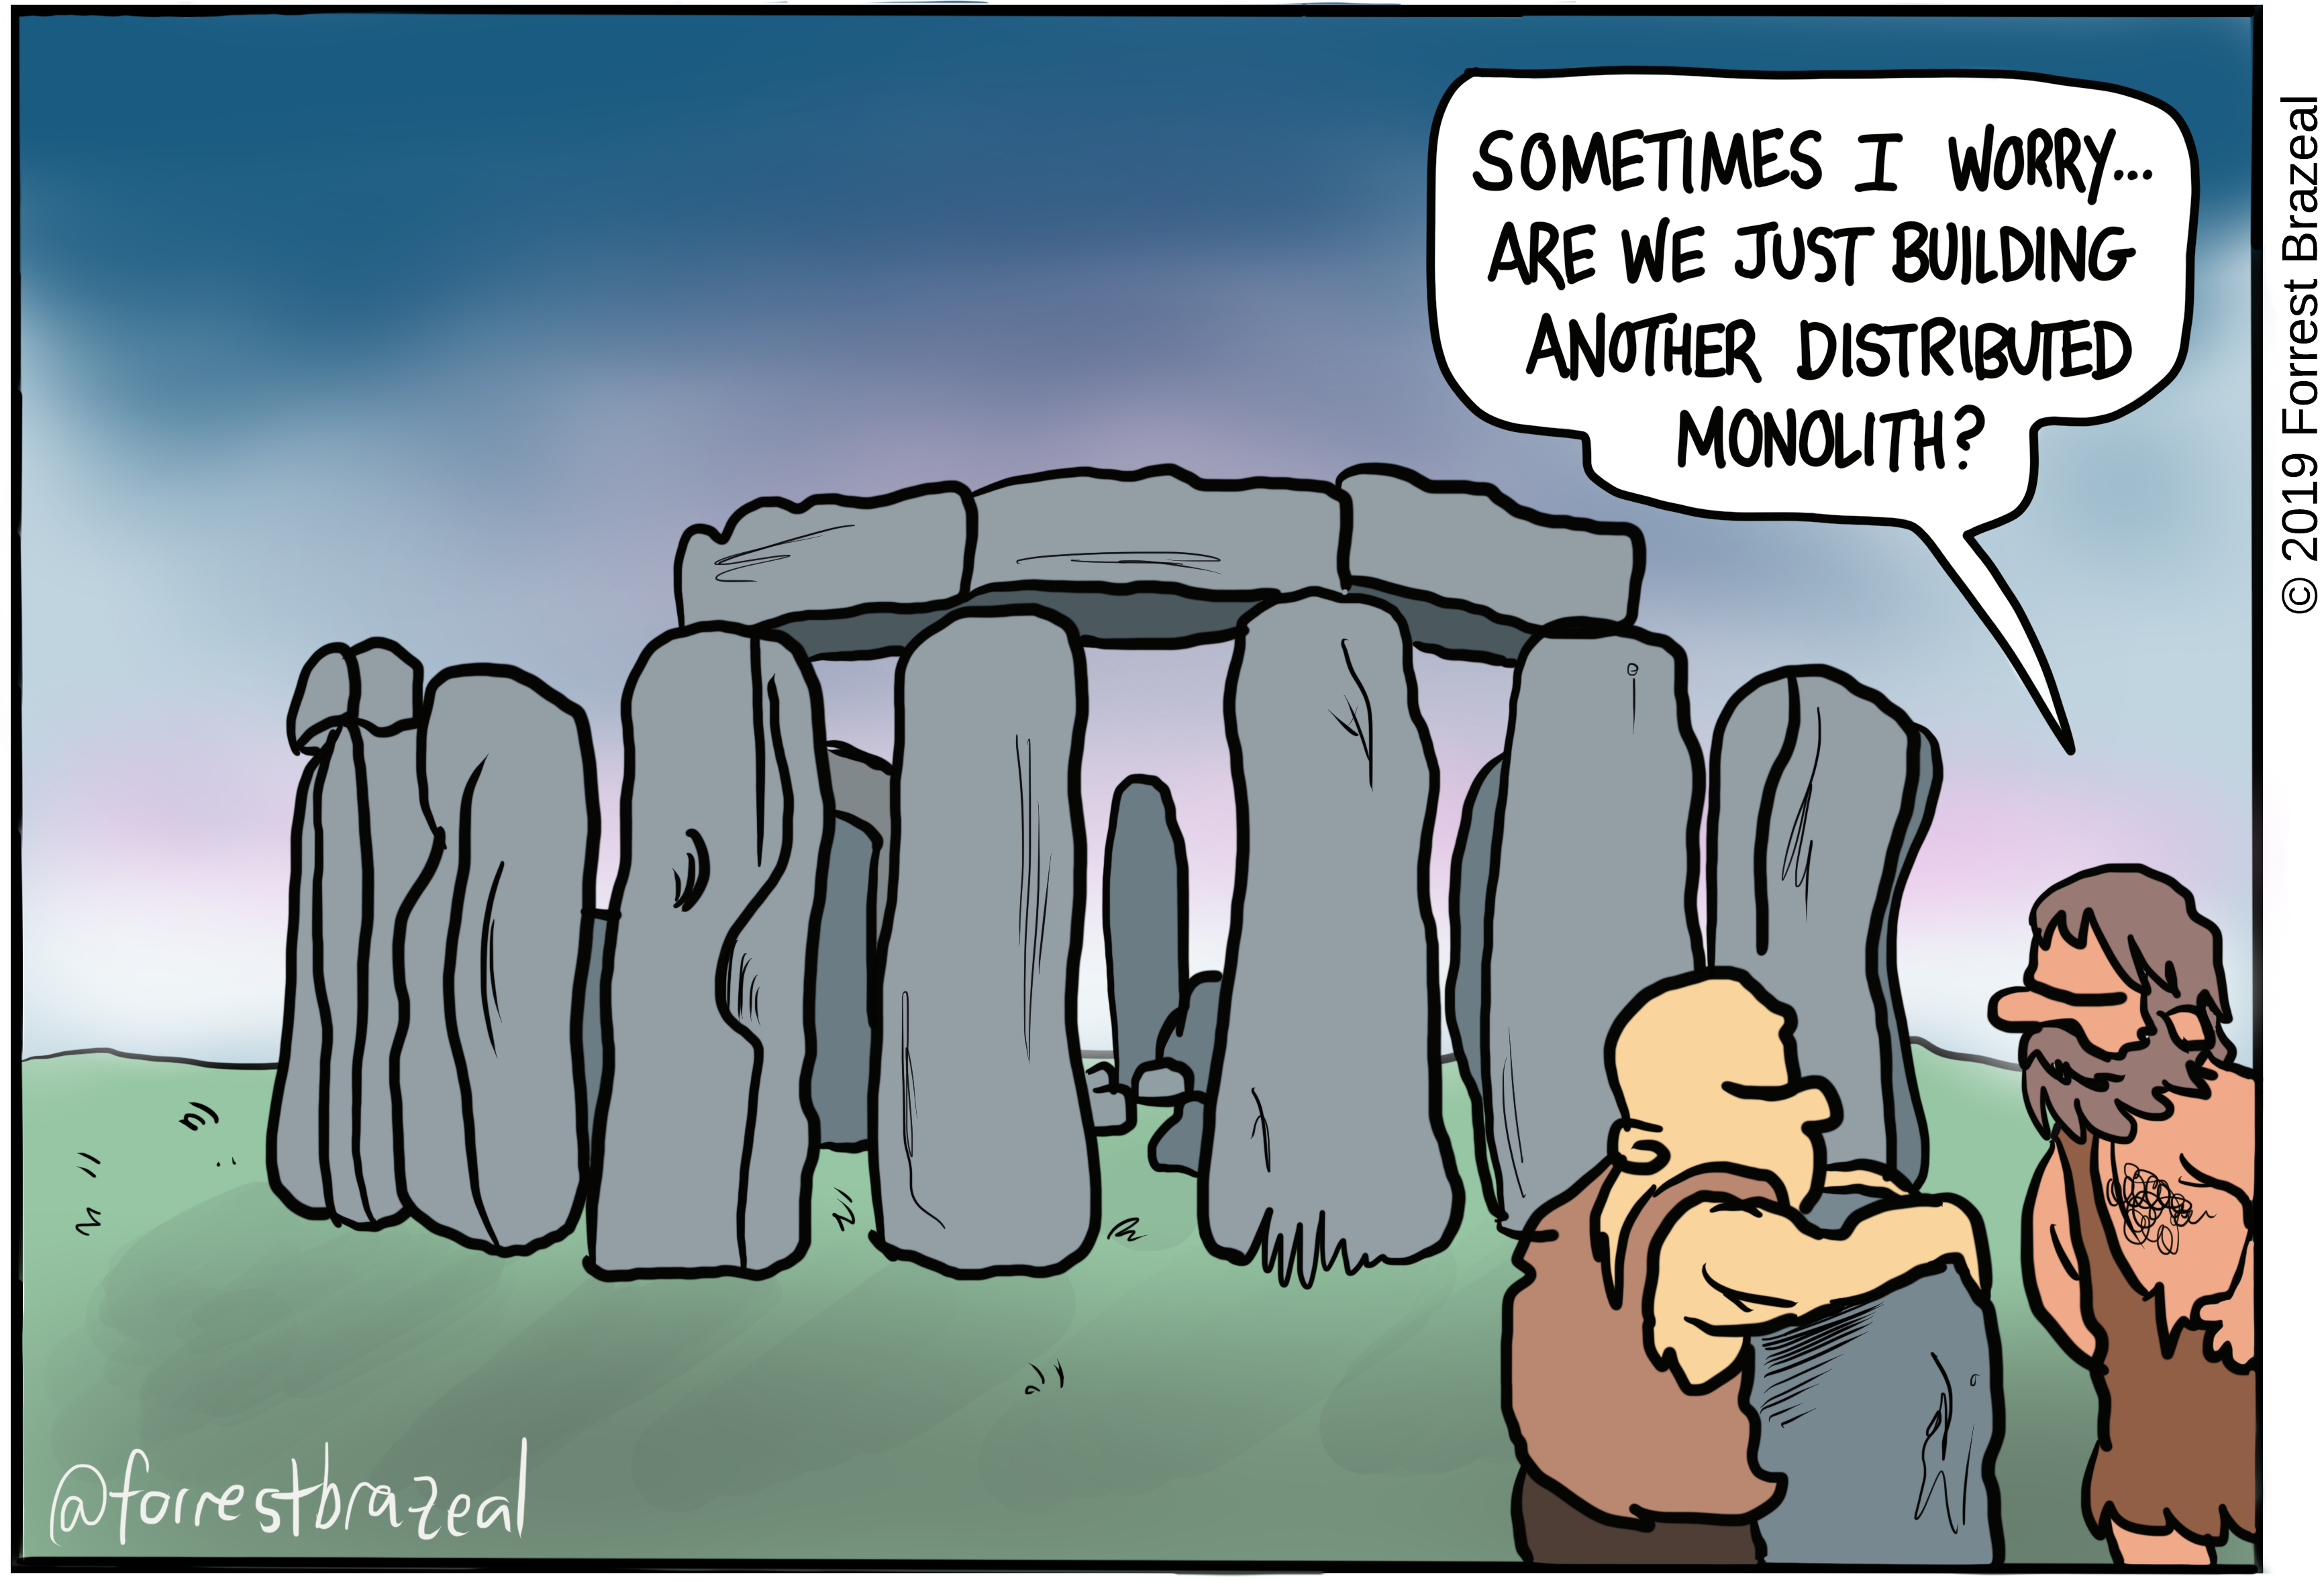 SOMETIMES I WORRY...
ARE WE JUST BUILDING
ANOTHER DISTRIBUTED
MONOLITH?
© 2019 Forrest Brazeal
@forrestbrazeal